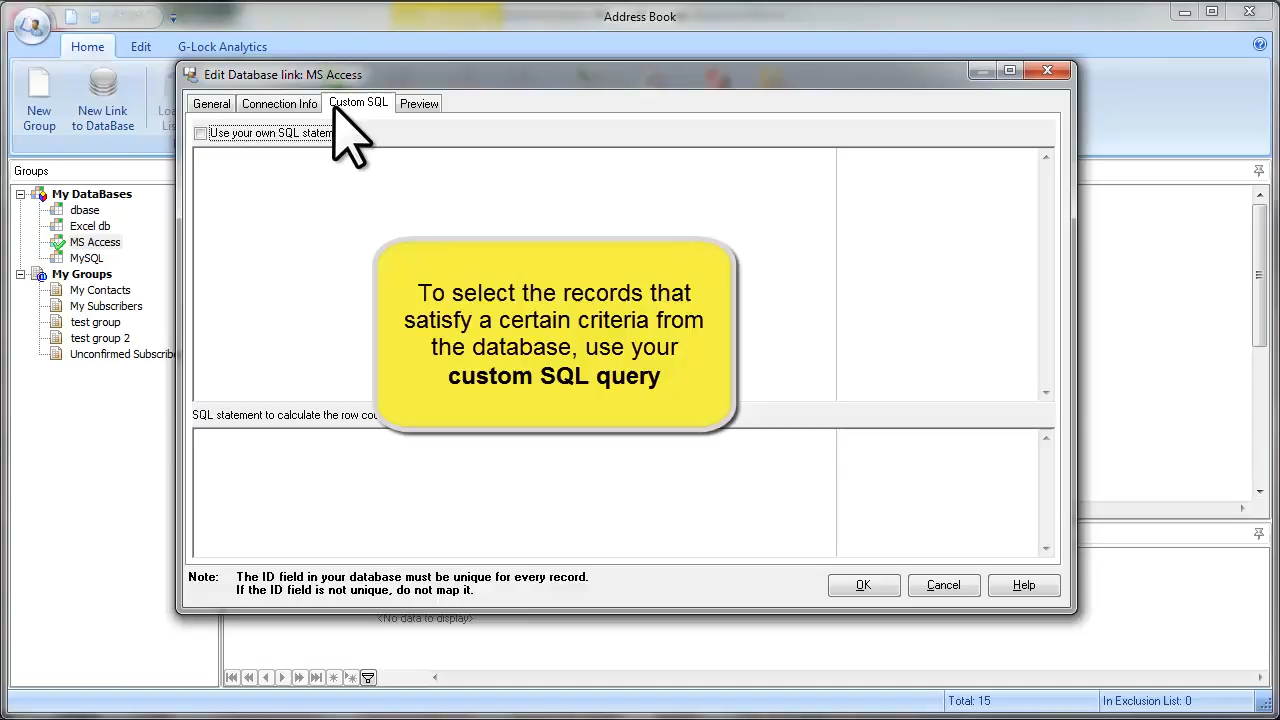 Address Book
Home
Edit
G-Lock Analytics
New
Group
New Link
to DataBase
Edit Database link: MS Access
General
Connection Info
Custom SQL
Preview
Use your own SQL
Groups
My DataBases
dbase
Excel db
MS Access
MySQL
My Groups
My Contacts
My Subscribers
test group
test group 2
Unconfirmed
To select the records that
satisfy a certain criteria from
the database, use your
custom SQL query
SQL statement to calculate the row
Note: The ID field in your database must be unique for every record.
If the ID field is not unique, do not map it.
OK
Cancel
Help
<No data to display>
Total: 15
In Exclusion List: 0